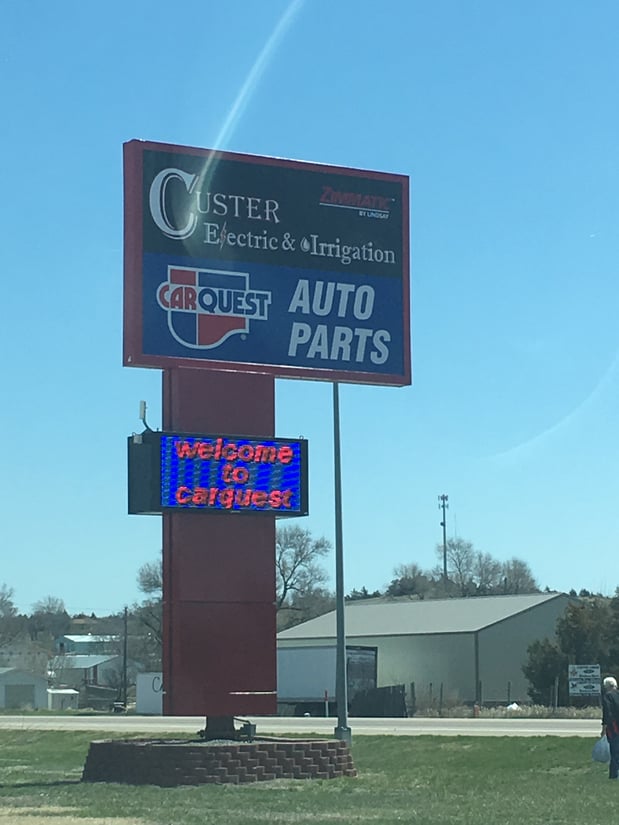 CUSTER
ZIMMATIC
BY LINDSAY
Electric & Irrigation
CARQUEST
AUTO
PARTS
welcome
to
carquest
C